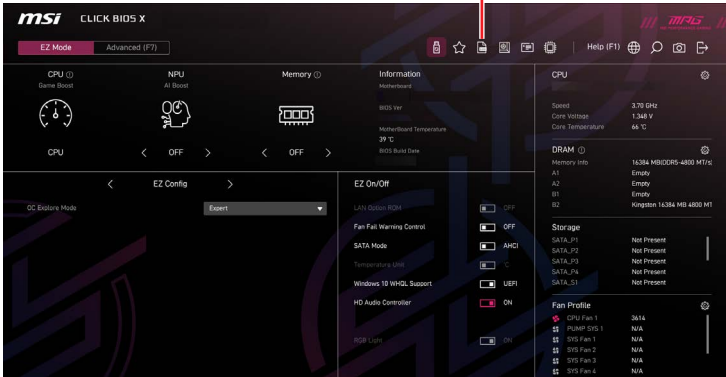 msi CLICK BIOS X
EZ Mode Advanced (F7) Help (F1)
CPU
Game Boost
CPU
NPU
AI Boost
OFF
Memory
OFF
Information
Motherboard
BIOS Ver
MotherBoard Temperature
39 °C
BIOS Build Date
EZ Config
OC Explore Mode Expert
EZ On/Off
LAN Option ROM OFF
Fan Fail Warning Control OFF
SATA Mode AHCI
Temperature Unit °C
Windows 10 WHQL Support UEFI
HD Audio Controller ON
RGB Light ON
MAG
CPU
Speed 3.70 GHz
Core Voltage 1.348 V
Core Temperature 66 °C
DRAM
Memory Info 16384 MB(DDR5-4800 MT/s)
A1 Empty
A2 Empty
B1 Empty
B2 Kingston 16384 MB 4800 MT
Storage
SATA_P1 Not Present
SATA_P2 Not Present
SATA_P3 Not Present
SATA_P4 Not Present
SATA_S1 Not Present
Fan Profile
CPU Fan 1 3614
PUMP SYS 1 N/A
SYS Fan 1 N/A
SYS Fan 2 N/A
SYS Fan 3 N/A
SYS Fan 4 N/A